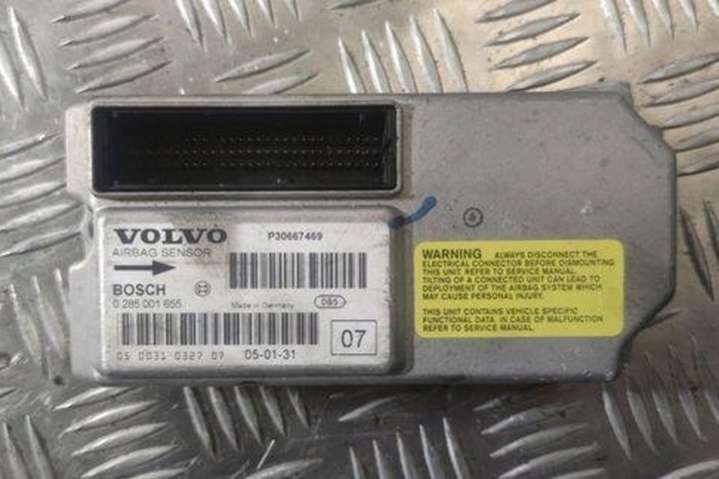 VOLVO
P30667469
AIRBAG SENSOR
BOSCH
0 285 001 655
Made in Germany
DB5
05 0031 0327 07
05-01-31
07
WARNING ALWAYS DISCONNECT THE
ELECTRICAL CONNECTOR BEFORE DISMOUNTING
THIS UNIT. REFER TO SERVICE MANUAL.
TILTING OF A CONNECTED UNIT CAN LEAD TO
DEPLOYMENT OF THE AIRBAG SYSTEM WHICH
MAY CAUSE PERSONAL INJURY.
THIS UNIT CONTAINS VEHICLE SPECIFIC
FUNCTIONAL DATA. IN CASE OF MALFUNCTION
REFER TO SERVICE MANUAL.